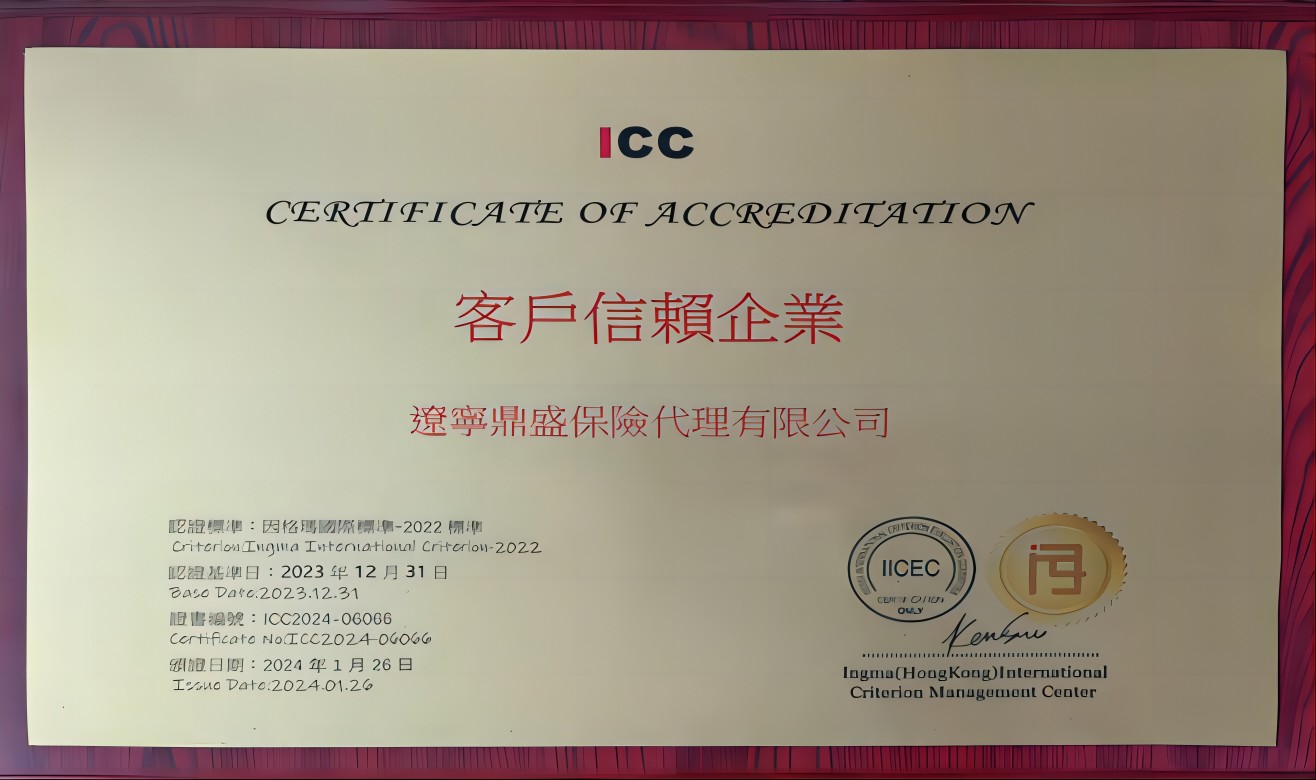 ICC
CERTIFICATE OF ACCREDITATION
客戶信賴企業
遼寧鼎盛保險代理有限公司
認證標準：因格瑪國際標準-2022 標準
Criterion:Ingma International Criterion-2022
認證基準日：2023 年 12 月 31 日
Base Date:2023.12.31
證書編號：ICC2024-06066
Certificate No:ICC2024-06066
頒證日期：2024 年 1 月 26 日
Issue Date:2024.01.26
IICEC
ONLY
Ingma(HongKong)International
Criterion Management Center